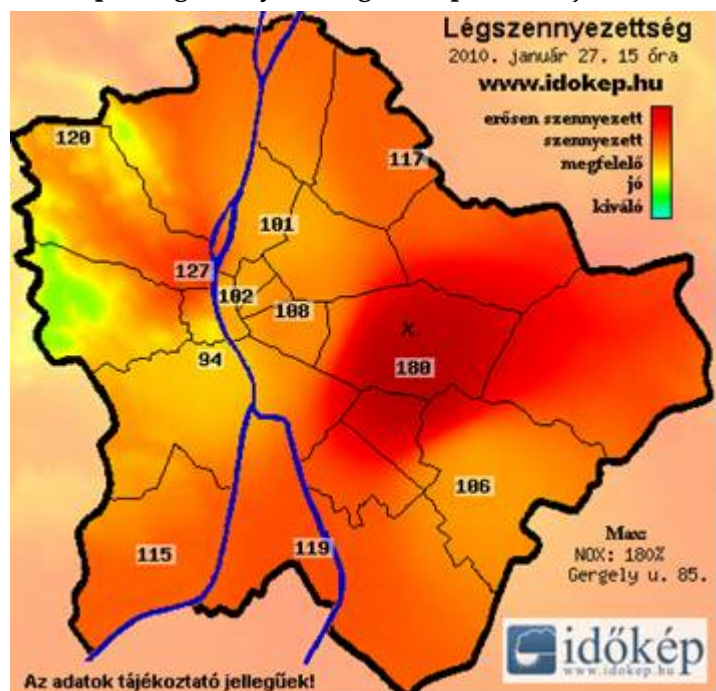 Légszennyezettség
2010. január 27. 15 óra
www.idokep.hu
erősen szennyezett
szennyezett
megfelelő
jó
kiváló
120
117
101
127
102
108
94
X
180
106
115
119
Max:
NOX: 180%
Gergely u. 85.
időkép
www.idokep.hu
Az adatok tájékoztató jellegűek!